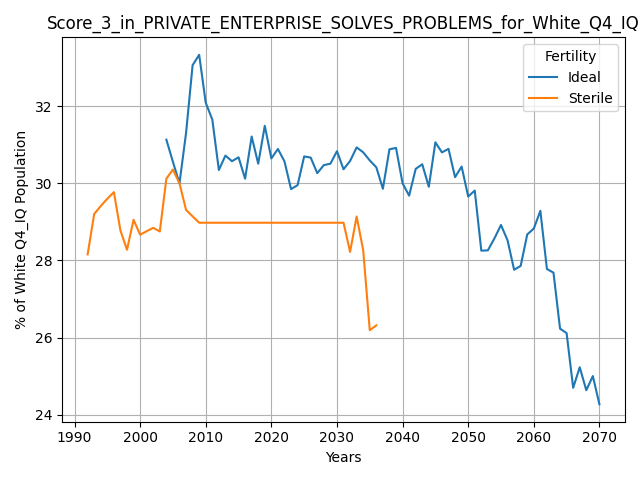 Score_3_in_PRIVATE_ENTERPRISE_SOLVES_PROBLEMS_for_White_Q4_IQ
Fertility
Ideal
Sterile
% of White Q4_IQ Population
32
30
28
26
24
1990
2000
2010
2020
2030
2040
2050
2060
2070
Years